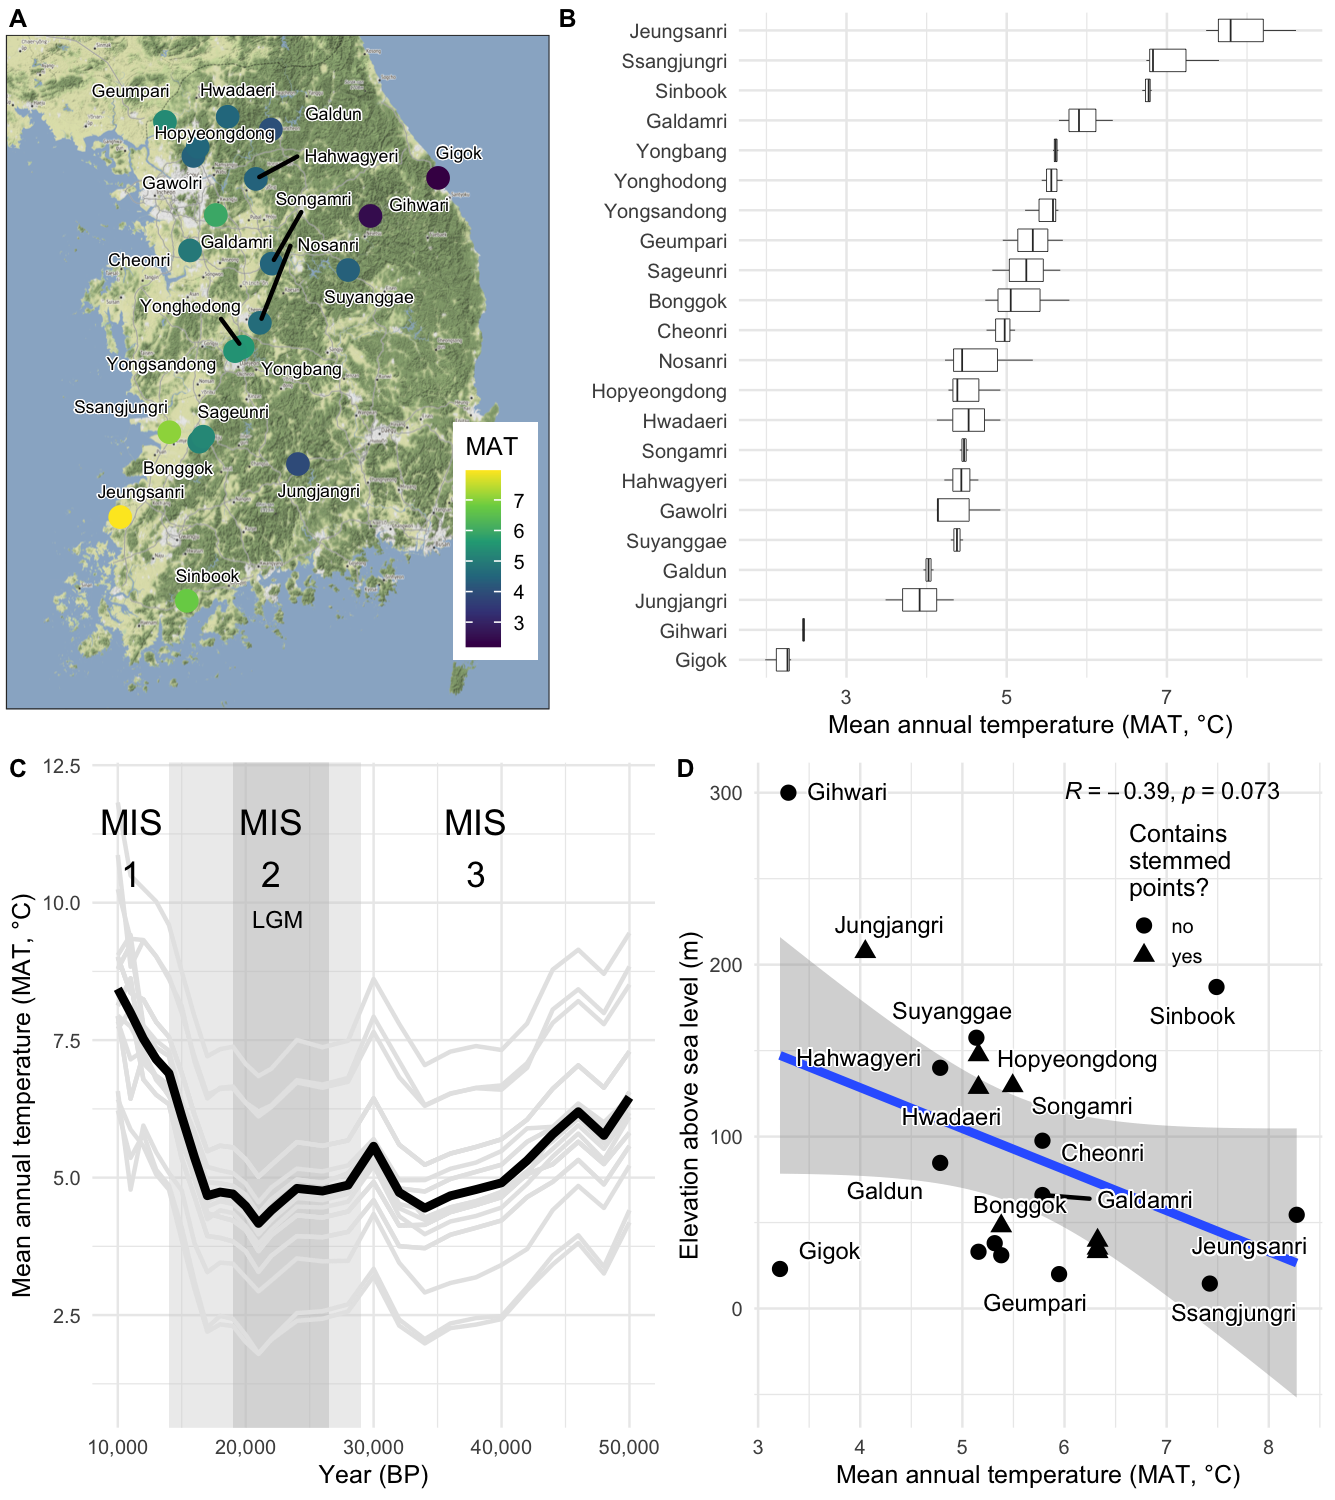 A
Geumpari
Hwadaeri
Galdun
Hopyeongdong
Hahwagyeri
Gigok
Gawolri
Songamri
Gihwari
Galdamri
Nosanri
Cheonri
Suyanggae
Yonghodong
Yongsandong
Yongbang
Ssangjungri
Sageunri
Bonggok
Jeungsanri
Jungjangri
Sinbook
MAT
7
6
5
4
3
B
Jeungsanri
Ssangjungri
Sinbook
Galdamri
Yongbang
Yonghodong
Yongsandong
Geumpari
Sageunri
Bonggok
Cheonri
Nosanri
Hopyeongdong
Hwadaeri
Songamri
Hahwagyeri
Gawolri
Suyanggae
Galdun
Jungjangri
Gihwari
Gigok
3 5 7
Mean annual temperature (MAT, °C)
C
Mean annual temperature (MAT, °C)
12.5
10.0
7.5
5.0
2.5
MIS
1
MIS
2
LGM
MIS
3
10,000 20,000 30,000 40,000 50,000
Year (BP)
D
Elevation above sea level (m)
300
200
100
0
Gihwari
R = −0.39, p = 0.073
Contains
stemmed
points?
no
yes
Jungjangri
Suyanggae
Sinbook
Hahwagyeri
Hopyeongdong
Hwadaeri
Songamri
Cheonri
Galdun
Bonggok
Galdamri
Gigok
Jeungsanri
Geumpari
Ssangjungri
3 4 5 6 7 8
Mean annual temperature (MAT, °C)